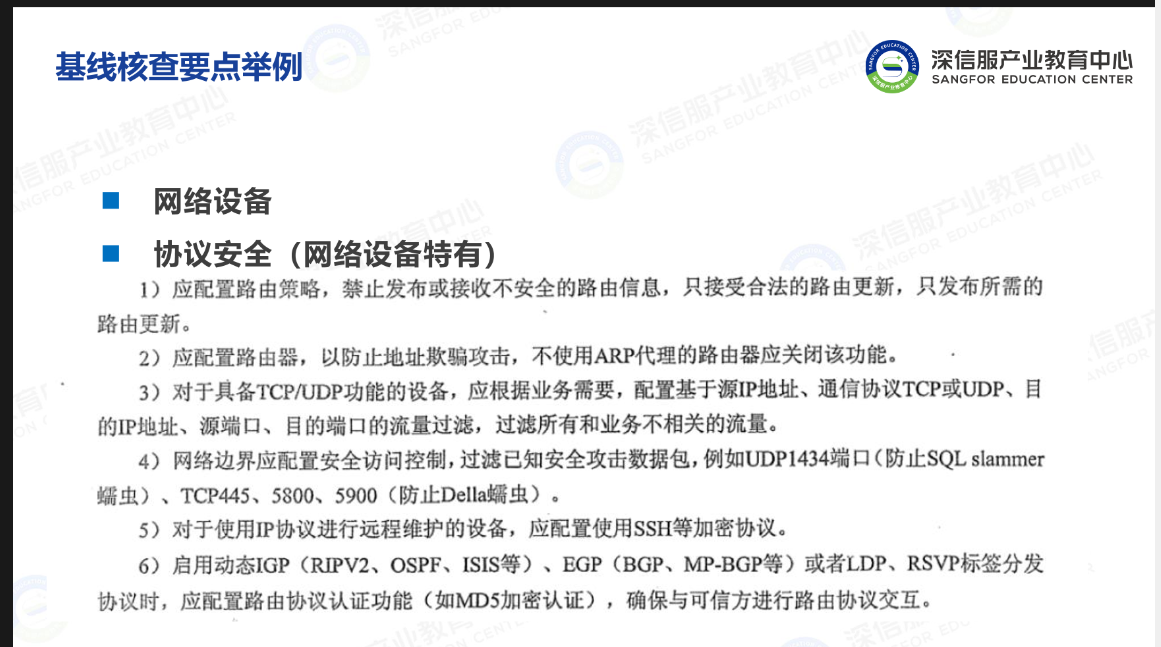 基线核查要点举例
深信服产业教育中心
SANGFOR EDUCATION CENTER
网络设备
协议安全（网络设备特有）
1）应配置路由策略，禁止发布或接收不安全的路由信息，只接受合法的路由更新，只发布所需的
路由更新。
2）应配置路由器，以防止地址欺骗攻击，不使用ARP代理的路由器应关闭该功能。
3）对于具备TCP/UDP功能的设备，应根据业务需要，配置基于源IP地址、通信协议TCP或UDP、目
的IP地址、源端口、目的端口的流量过滤，过滤所有和业务不相关的流量。
4）网络边界应配置安全访问控制，过滤已知安全攻击数据包，例如UDP1434端口（防止SQL slammer
蠕虫）、TCP445、5800、5900（防止Della蠕虫）。
5）对于使用IP协议进行远程维护的设备，应配置使用SSH等加密协议。
6）启用动态IGP（RIPV2、OSPF、ISIS等）、EGP（BGP、MP-BGP等）或者LDP、RSVP标签分发
协议时，应配置路由协议认证功能（如MD5加密认证），确保与可信方进行路由协议交互。